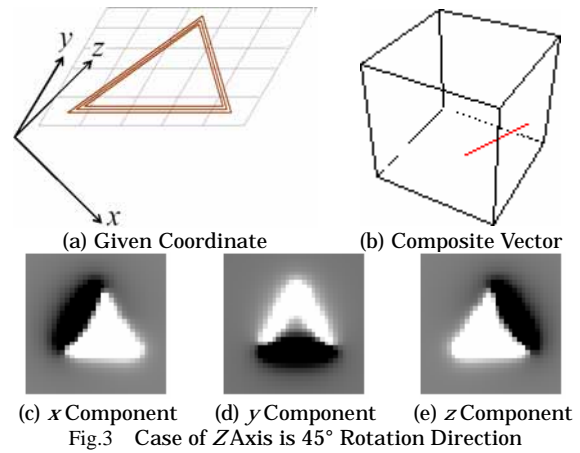 y
z
x
(a) Given Coordinate
(b) Composite Vector
(c) x Component
(d) y Component
(e) z Component
Fig.3 Case of Z Axis is 45° Rotation Direction